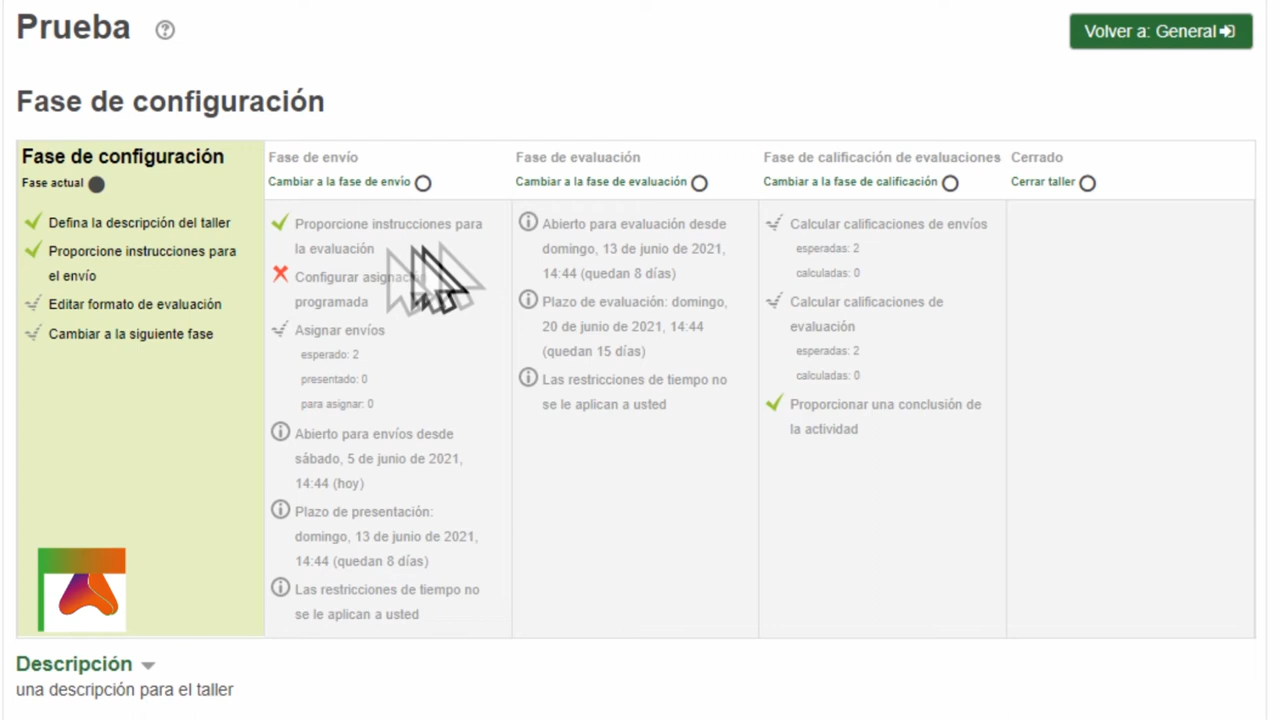 Prueba
Volver a: General
Fase de configuración
Fase de configuración
Fase actual
Defina la descripción del taller
Proporcione instrucciones para
el envío
Editar formato de evaluación
Cambiar a la siguiente fase
Fase de envío
Cambiar a la fase de envío
Proporcione instrucciones para
la evaluación
Configurar asignación
programada
Asignar envíos
esperado: 2
presentado: 0
para asignar: 0
Abierto para envíos desde
sábado, 5 de junio de 2021,
14:44 (hoy)
Plazo de presentación:
domingo, 13 de junio de 2021,
14:44 (quedan 8 días)
Las restricciones de tiempo no
se le aplican a usted
Fase de evaluación
Cambiar a la fase de evaluación
Abierto para evaluación desde
domingo, 13 de junio de 2021,
14:44 (quedan 8 días)
Plazo de evaluación: domingo,
20 de junio de 2021, 14:44
(quedan 15 días)
Las restricciones de tiempo no
se le aplican a usted
Fase de calificación de evaluaciones
Cambiar a la fase de calificación
Calcular calificaciones de envíos
esperadas: 2
calculadas: 0
Calcular calificaciones de
evaluación
esperadas: 2
calculadas: 0
Proporcionar una conclusión de
la actividad
Cerrado
Cerrar taller
Descripción
una descripción para el taller